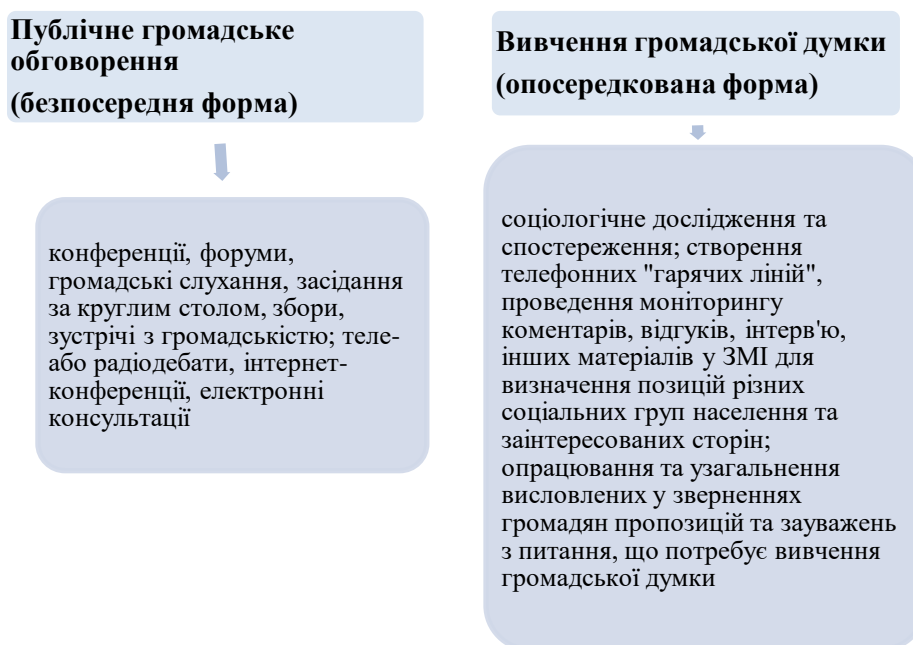 Публічне громадське
обговорення
(безпосередня форма)
конференції, форуми,
громадські слухання, засідання
за круглим столом, збори,
зустрічі з громадськістю; теле-
або радіодебати, інтернет-
конференції, електронні
консультації
Вивчення громадської думки
(опосередкована форма)
соціологічне дослідження та
спостереження; створення
телефонних "гарячих ліній",
проведення моніторингу
коментарів, відгуків, інтерв'ю,
інших матеріалів у ЗМІ для
визначення позицій різних
соціальних груп населення та
заінтересованих сторін;
опрацювання та узагальнення
висловлених у зверненнях
громадян пропозицій та зауважень
з питання, що потребує вивчення
громадської думки